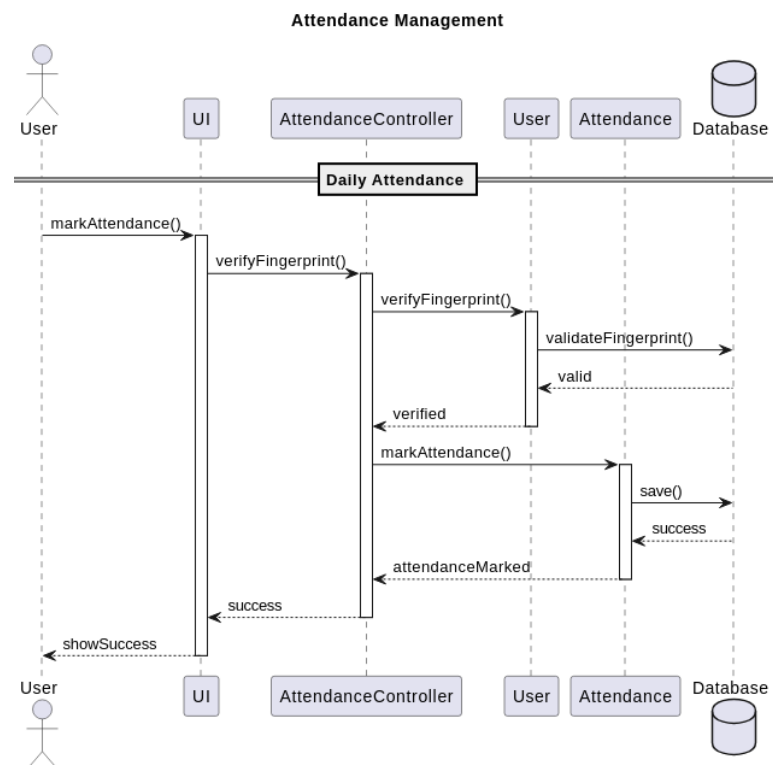 Attendance Management
User
UI
AttendanceController
User
Attendance
Database
Daily Attendance
markAttendance()
verifyFingerprint()
verifyFingerprint()
validateFingerprint()
valid
verified
markAttendance()
save()
success
attendanceMarked
success
showSuccess
User
UI
AttendanceController
User
Attendance
Database